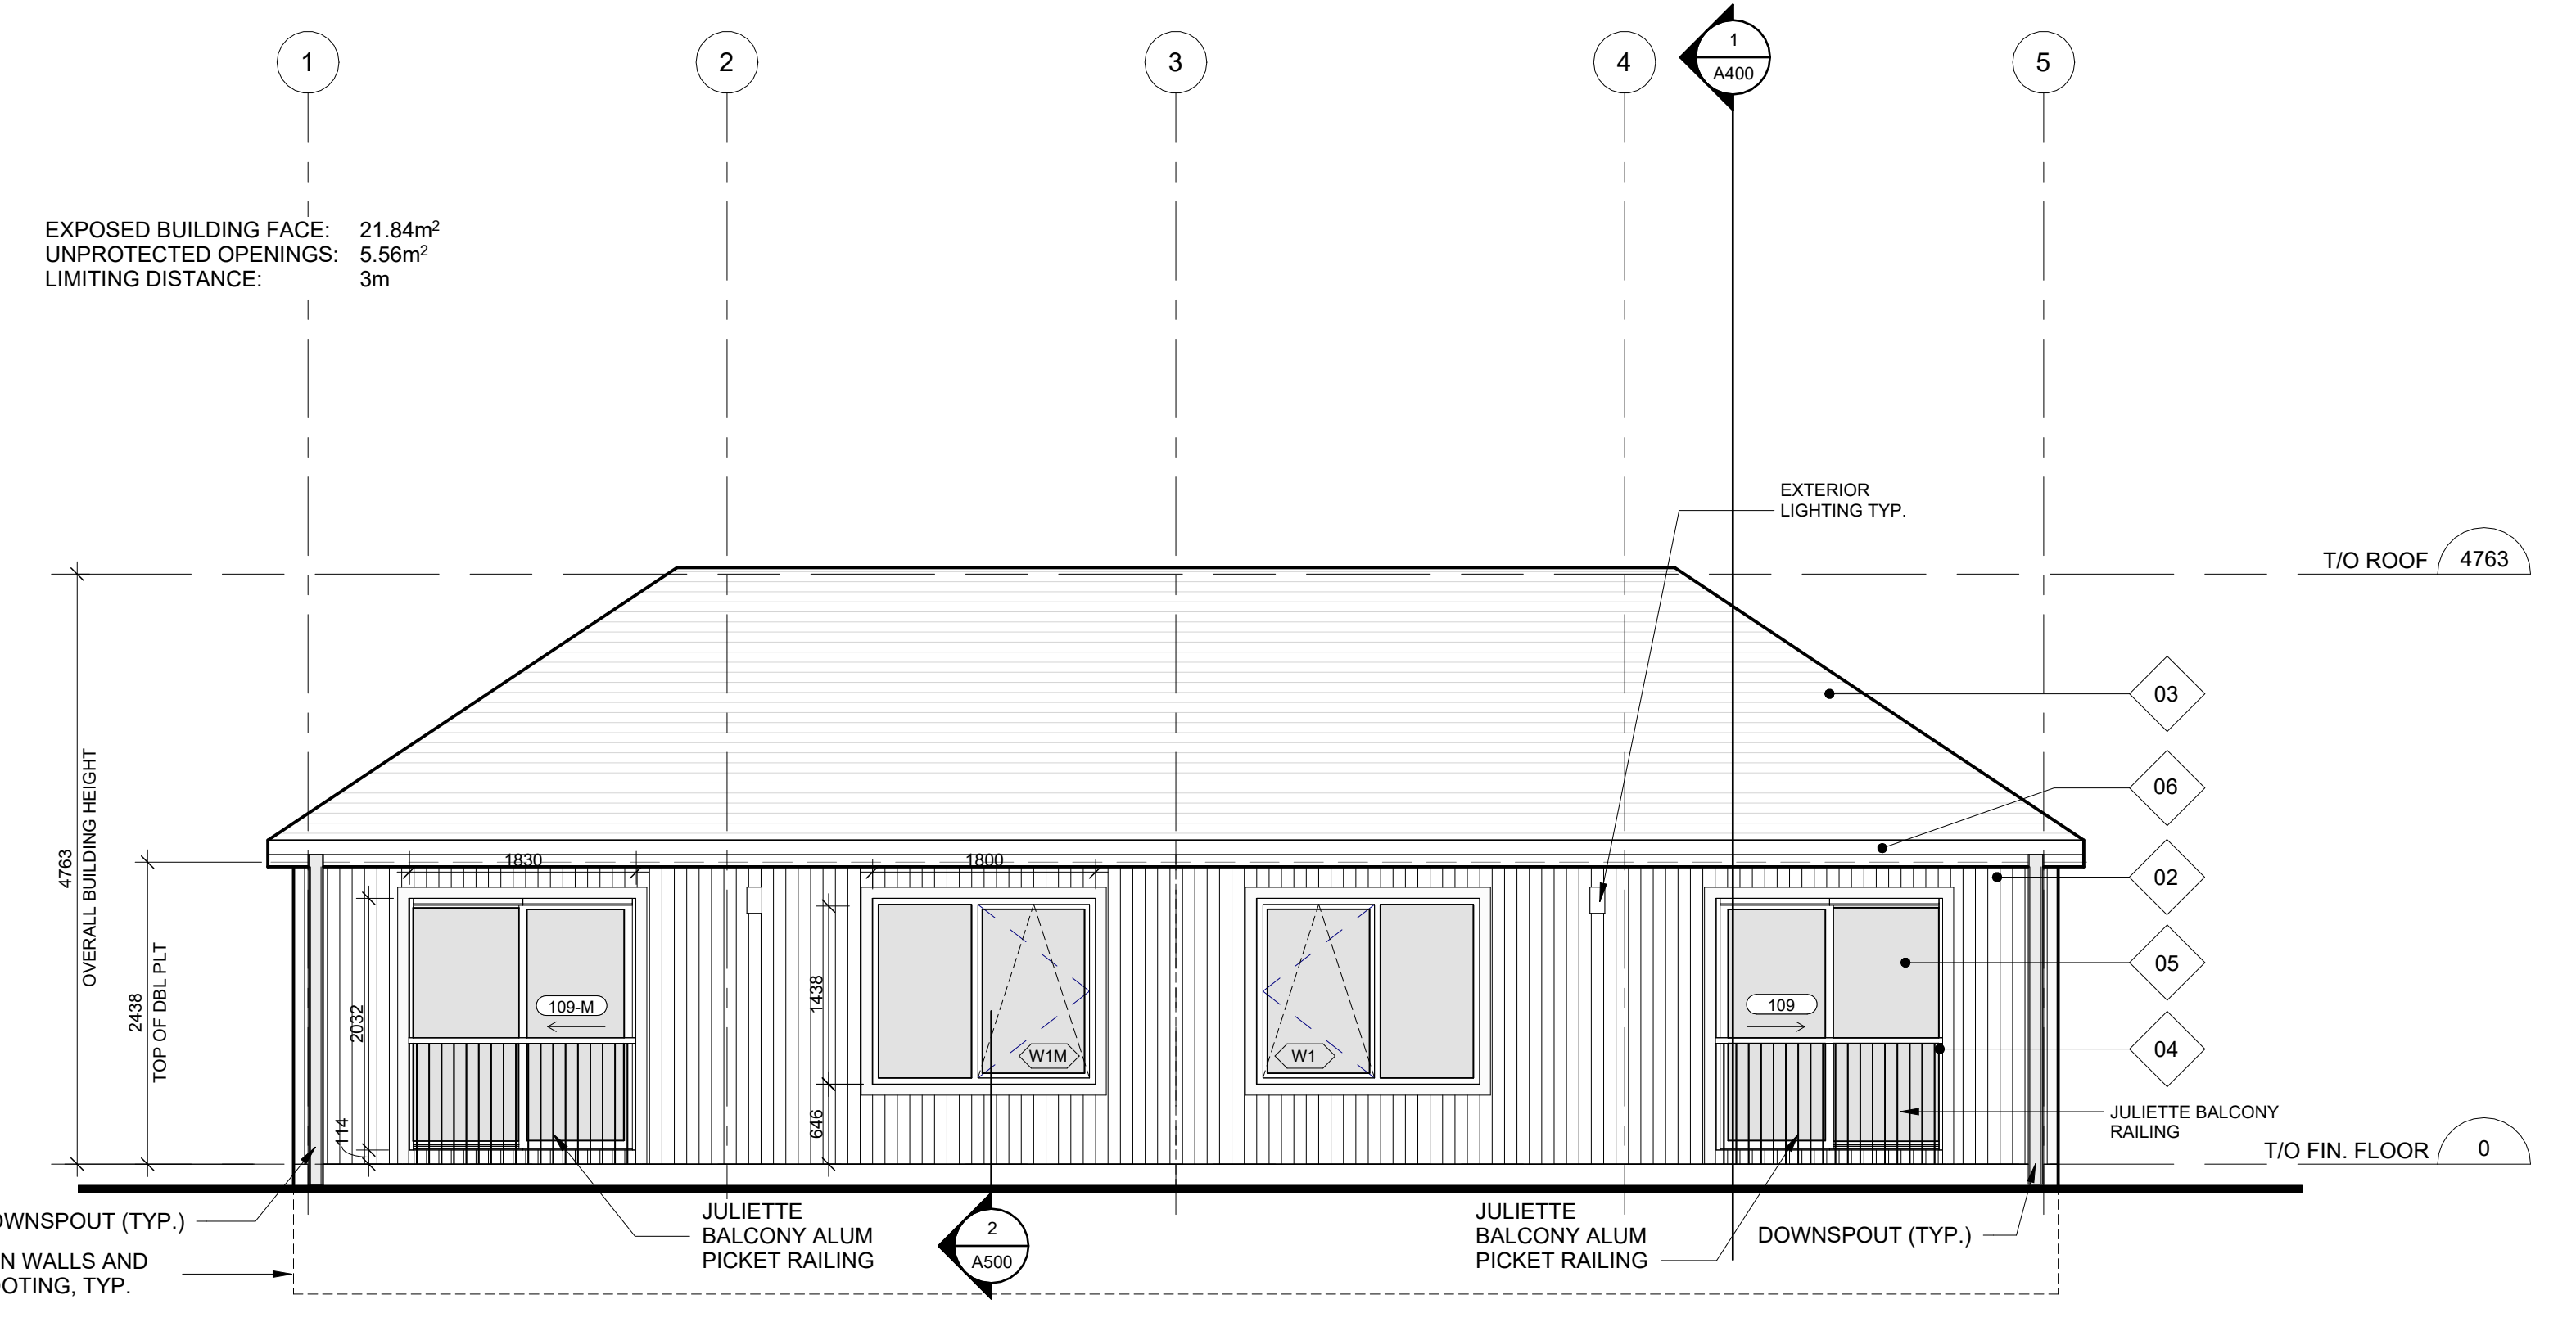 1
2
3
4
1
A400
5
EXPOSED BUILDING FACE: 21.84m²
UNPROTECTED OPENINGS: 5.56m²
LIMITING DISTANCE: 3m
EXTERIOR
LIGHTING TYP.
T/O ROOF 4763
03
06
02
05
04
4763
OVERALL BUILDING HEIGHT
2438
TOP OF DBL PLT
1830
1800
2032
114
1438
646
109-M
W1M
W1
109
JULIETTE BALCONY
RAILING
T/O FIN. FLOOR 0
OWNSPOUT (TYP.)
N WALLS AND
OOTING, TYP.
JULIETTE
BALCONY ALUM
PICKET RAILING
2
A500
JULIETTE
BALCONY ALUM
PICKET RAILING
DOWNSPOUT (TYP.)